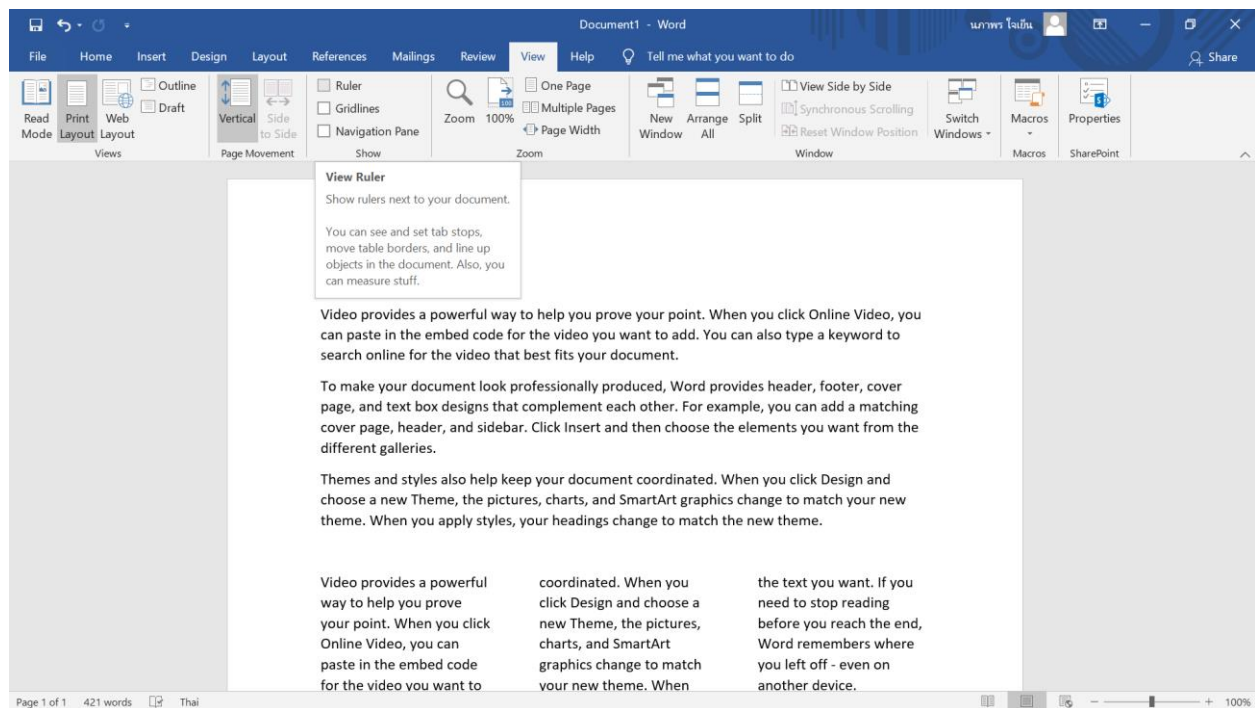 Document1 - Word
นภาพร ใจเย็น
File Home Insert Design Layout References Mailings Review View Help Tell me what you want to do Share
Read Mode
Print Layout
Web Layout
Outline
Draft
Views
Vertical
Side to Side
Page Movement
Ruler
Gridlines
Navigation Pane
Show
Zoom
100%
One Page
Multiple Pages
Page Width
Zoom
New Window
Arrange All
Split
View Side by Side
Synchronous Scrolling
Reset Window Position
Switch Windows
Window
Macros
Macros
Properties
SharePoint
View Ruler
Show rulers next to your document.
You can see and set tab stops,
move table borders, and line up
objects in the document. Also, you
can measure stuff.
Video provides a powerful way to help you prove your point. When you click Online Video, you
can paste in the embed code for the video you want to add. You can also type a keyword to
search online for the video that best fits your document.
To make your document look professionally produced, Word provides header, footer, cover
page, and text box designs that complement each other. For example, you can add a matching
cover page, header, and sidebar. Click Insert and then choose the elements you want from the
different galleries.
Themes and styles also help keep your document coordinated. When you click Design and
choose a new Theme, the pictures, charts, and SmartArt graphics change to match your new
theme. When you apply styles, your headings change to match the new theme.
Video provides a powerful
way to help you prove
your point. When you click
Online Video, you can
paste in the embed code
for the video you want to
coordinated. When you
click Design and choose a
new Theme, the pictures,
charts, and SmartArt
graphics change to match
your new theme. When
the text you want. If you
need to stop reading
before you reach the end,
Word remembers where
you left off - even on
another device.
Page 1 of 1 421 words Thai 100%